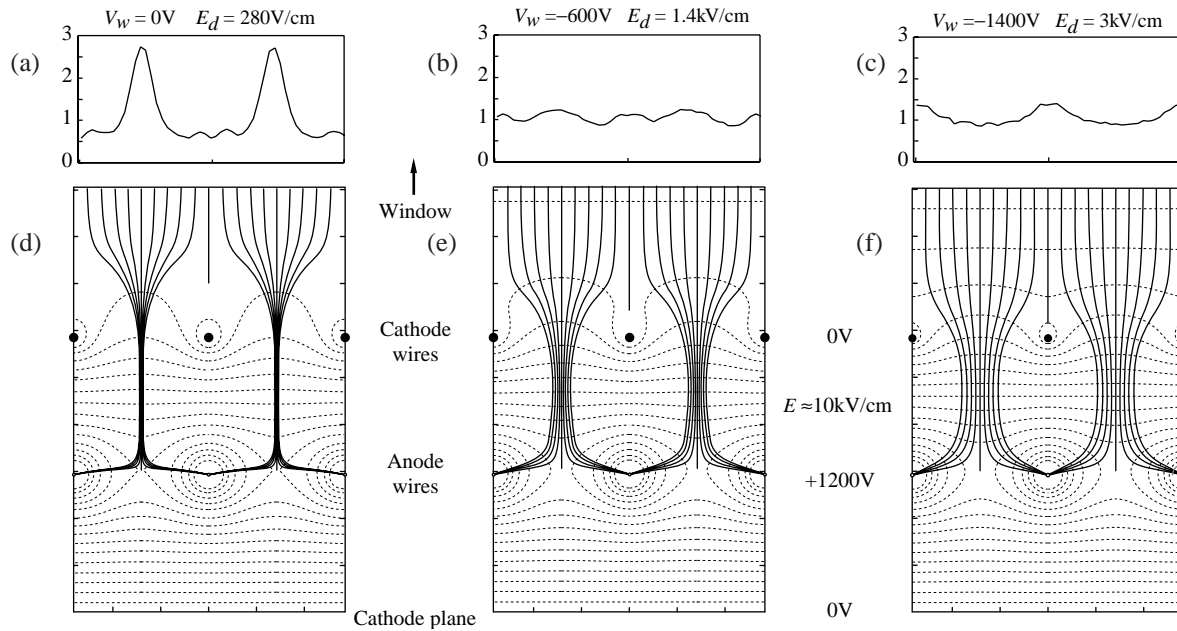 V_w = 0V E_d = 280V/cm
V_w = −600V E_d = 1.4kV/cm
V_w = −1400V E_d = 3kV/cm
(a)
3
2
1
0
(b)
3
2
1
0
(c)
3
2
1
0
Window
(d)
(e)
(f)
Cathode
wires
0V
E ≈10kV/cm
Anode
wires
+1200V
Cathode plane
0V